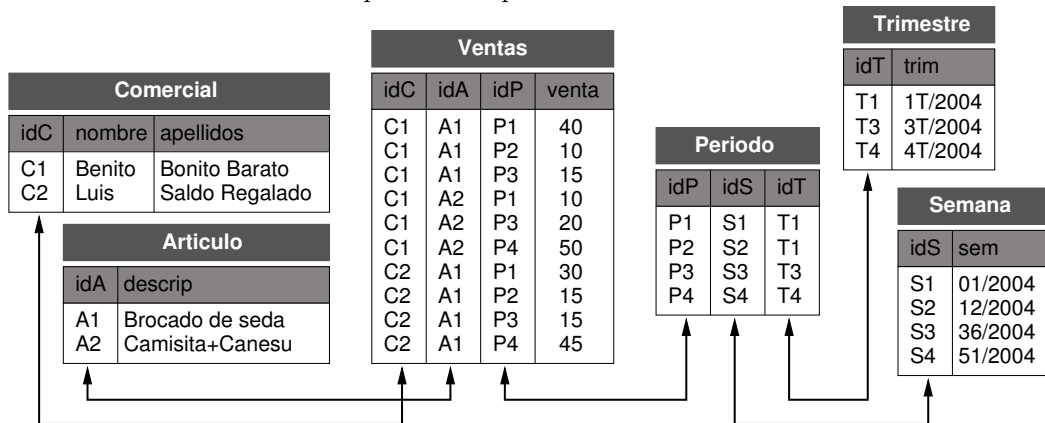 Comercial
idC nombre apellidos
C1 Benito Bonito Barato
C2 Luis Saldo Regalado
Articulo
idA descrip
A1 Brocado de seda
A2 Camisita+Canesu
Ventas
idC idA idP venta
C1 A1 P1 40
C1 A1 P2 10
C1 A1 P3 15
C1 A2 P1 10
C1 A2 P3 20
C1 A2 P4 50
C2 A1 P1 30
C2 A1 P2 15
C2 A1 P3 15
C2 A1 P4 45
Periodo
idP idS idT
P1 S1 T1
P2 S2 T1
P3 S3 T3
P4 S4 T4
Trimestre
idT trim
T1 1T/2004
T3 3T/2004
T4 4T/2004
Semana
idS sem
S1 01/2004
S2 12/2004
S3 36/2004
S4 51/2004